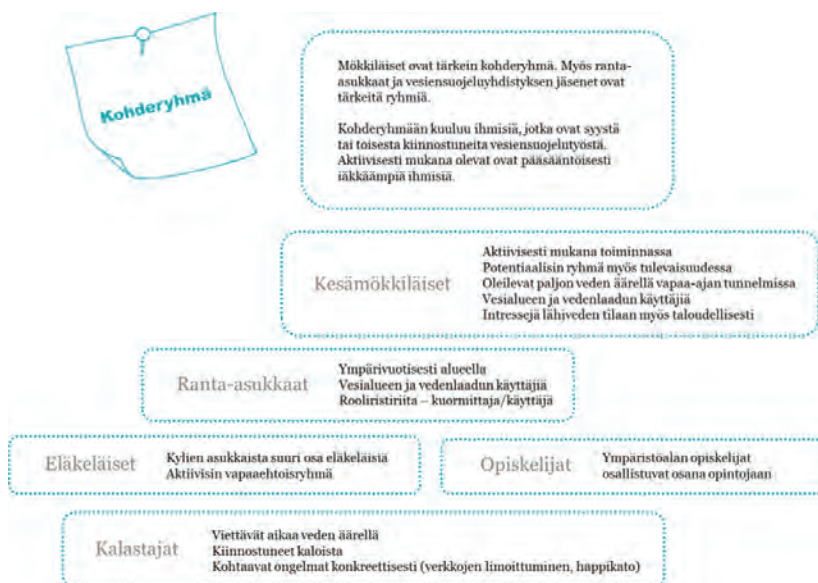 Kohderyhmä
Mökkiläiset ovat tärkein kohderyhmä. Myös ranta-
asukkaat ja vesiensuojeluyhdistyksen jäsenet ovat
tärkeitä ryhmiä.
Kohderyhmään kuuluu ihmisiä, jotka ovat syystä
tai toisesta kiinnostuneita vesiensuojelutyöstä.
Aktiivisesti mukana olevat ovat pääsääntöisesti
iäkkäämpiä ihmisiä.
Kesämökkiläiset
Aktiivisesti mukana toiminnassa
Potentiaalisin ryhmä myös tulevaisuudessa
Oleilevat paljon veden äärellä vapaa-ajan tunnelmissa
Vesialueen ja vedenlaadun käyttäjiä
Intressejä lähiveden tilaan myös taloudellisesti
Ranta-asukkaat
Ympärivuotisesti alueella
Vesialueen ja vedenlaadun käyttäjiä
Rooliristiriita – kuormittaja/käyttäjä
Eläkeläiset
Kylien asukkaista suuri osa eläkeläisiä
Aktiivisin vapaaehtoisryhmä
Opiskelijat
Ympäristöalan opiskelijat
osallistuvat osana opintojaan
Kalastajat
Viettävät aikaa veden äärellä
Kiinnostuneet kaloista
Kohtaavat ongelmat konkreettisesti (verkkojen limoittuminen, happikato)